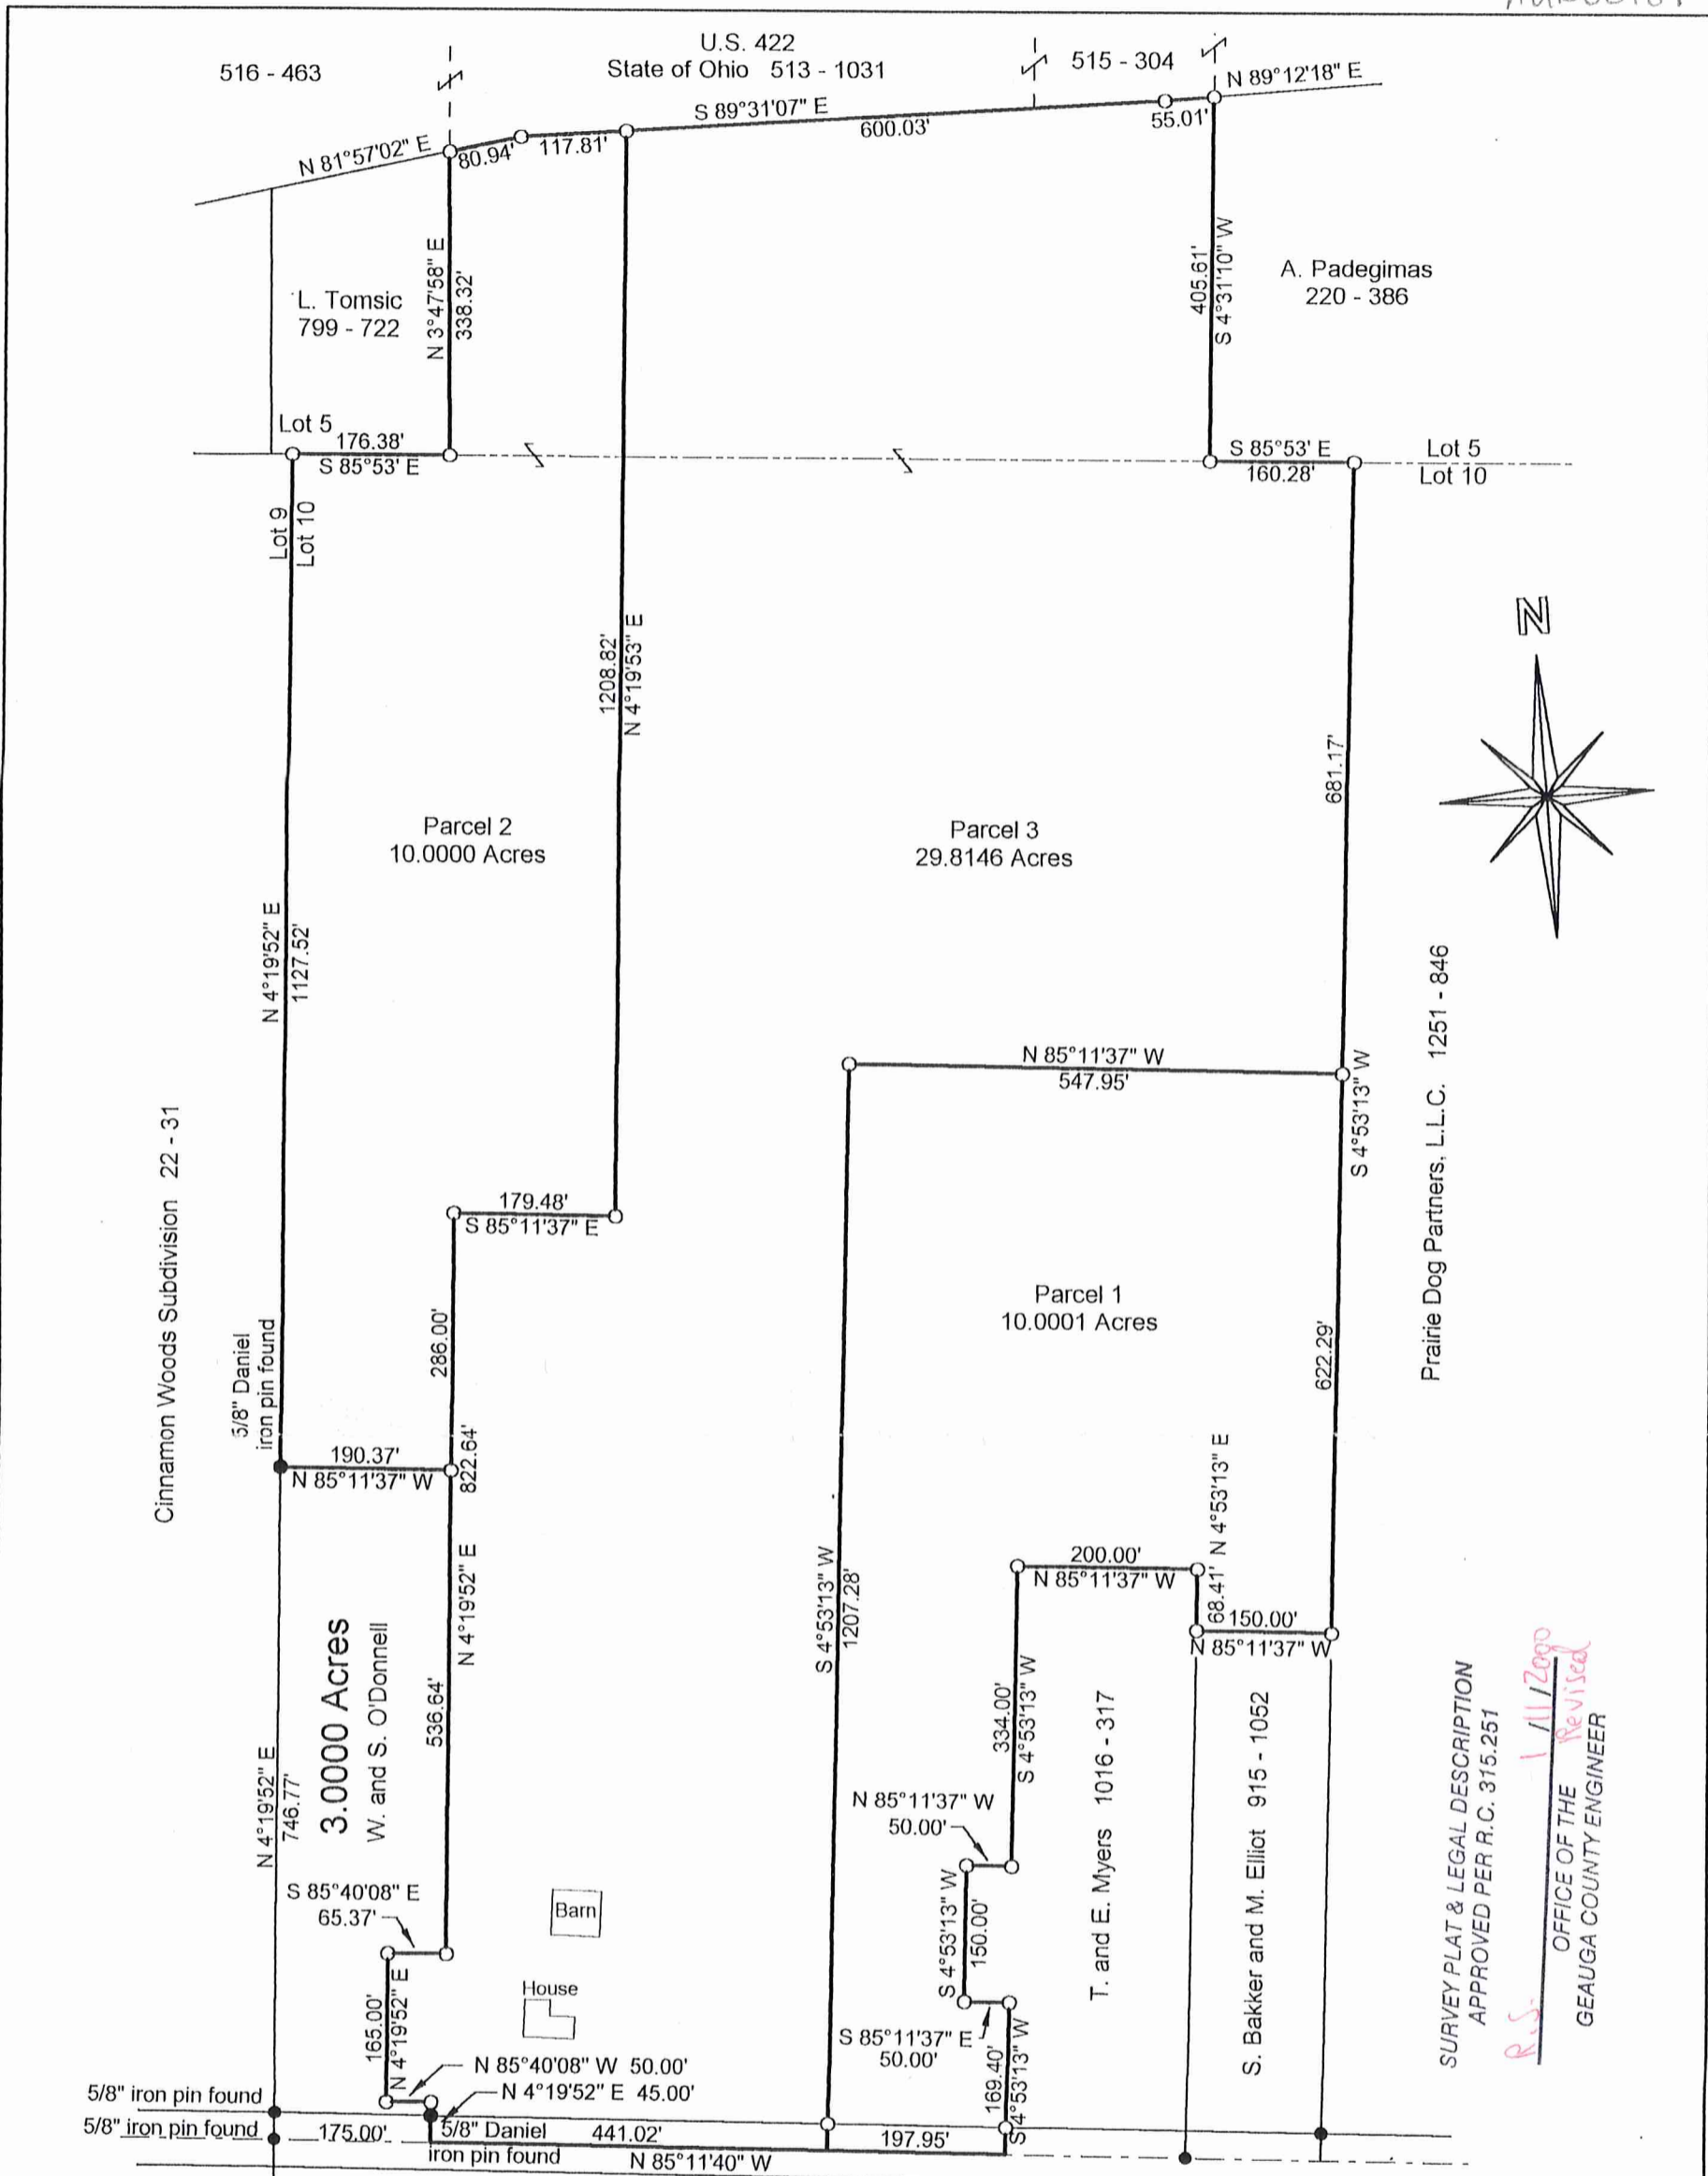 516 - 463
U.S. 422
State of Ohio 513 - 1031
515 - 304
N 89°12'18" E
S 89°31'07" E
600.03'
55.01'
N 81°57'02" E
80.94'
117.81'
N 3°47'58" E
338.32'
L. Tomsic
799 - 722
405.61'
S 4°31'10" W
A. Padegimas
220 - 386
Lot 5
176.38'
S 85°53' E
S 85°53' E
160.28'
Lot 5
Lot 10
Lot 9
Lot 10
N
1208.82'
N 4°19'53" E
681.17'
Parcel 2
10.0000 Acres
Parcel 3
29.8146 Acres
N 4°19'52" E
1127.52'
Prairie Dog Partners, L.L.C. 1251 - 846
N 85°11'37" W
547.95'
S 4°53'13" W
Cinnamon Woods Subdivision 22 - 31
179.48'
S 85°11'37" E
Parcel 1
10.0001 Acres
286.00'
622.29'
5/8" Daniel
iron pin found
190.37'
N 85°11'37" W
822.64'
N 4°19'52" E
S 4°53'13" W
1207.28'
200.00'
N 85°11'37" W
68.41' N 4°53'13" E
150.00'
N 85°11'37" W
3.0000 Acres
W. and S. O'Donnell
536.64'
334.00'
S 4°53'13" W
T. and E. Myers 1016 - 317
S. Bakker and M. Elliot 915 - 1052
N 4°19'52" E
746.77'
N 85°11'37" W
50.00'
S 85°40'08" E
65.37'
Barn
S 4°53'13" W
150.00'
House
165.00'
N 4°19'52" E
S 85°11'37" E
50.00'
169.40'
S 4°53'13" W
N 85°40'08" W 50.00'
N 4°19'52" E 45.00'
5/8" iron pin found
5/8" iron pin found
175.00'
5/8" Daniel
iron pin found
441.02'
197.95'
N 85°11'40" W
SURVEY PLAT & LEGAL DESCRIPTION
APPROVED PER R.C. 315.251
R.S. 1/11/2000
Revised
OFFICE OF THE
GEAUGA COUNTY ENGINEER